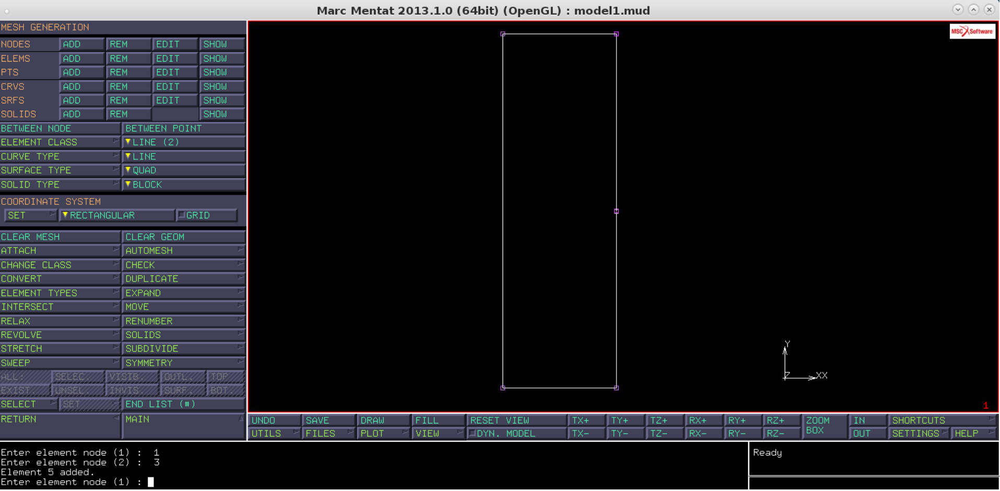 Marc Mentat 2013.1.0 (64bit) (OpenGL) : model1.mud
MESH GENERATION
NODES ADD REM EDIT SHOW
ELEMS ADD REM EDIT SHOW
PTS ADD REM EDIT SHOW
CRVS ADD REM EDIT SHOW
SRFS ADD REM EDIT SHOW
SOLIDS ADD REM SHOW
BETWEEN NODE BETWEEN POINT
ELEMENT CLASS LINE (2)
CURVE TYPE LINE
SURFACE TYPE QUAD
SOLID TYPE BLOCK
COORDINATE SYSTEM
SET RECTANGULAR GRID
CLEAR MESH CLEAR GEOM
ATTACH AUTOMESH
CHANGE CLASS CHECK
CONVERT DUPLICATE
ELEMENT TYPES EXPAND
INTERSECT MOVE
RELAX RENUMBER
REVOLVE SOLIDS
STRETCH SUBDIVIDE
SWEEP SYMMETRY
ALL: SELEC. VISIB. OUTL. TOP
EXIST. UNSEL. INVIS. SURF. BOT.
SELECT SET END LIST (#)
RETURN MAIN
MSC Software
Y
Z XX
1
UNDO SAVE DRAW FILL RESET VIEW TX+ TY+ TZ+ RX+ RY+ RZ+ ZOOM BOX IN SHORTCUTS
UTILS FILES PLOT VIEW DYN. MODEL TX- TY- TZ- RX- RY- RZ- OUT SETTINGS HELP
Enter element node (1) : 1
Enter element node (2) : 3
Element 5 added.
Enter element node (1) :
Ready